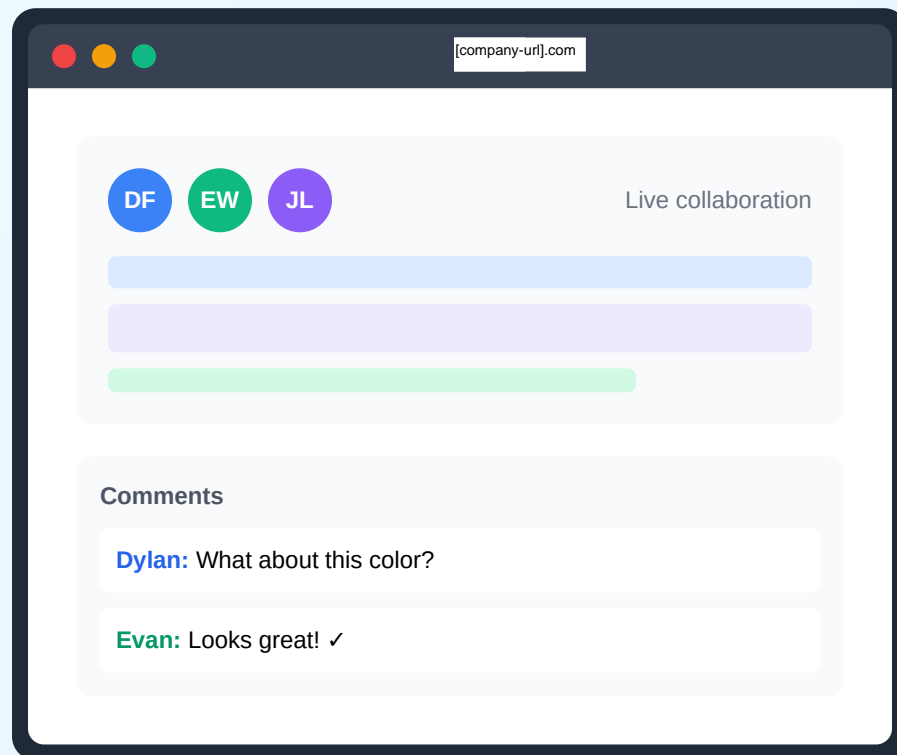 [company-url].com
DF EW JL Live collaboration
Comments
Dylan: What about this color?
Evan: Looks great! ✓